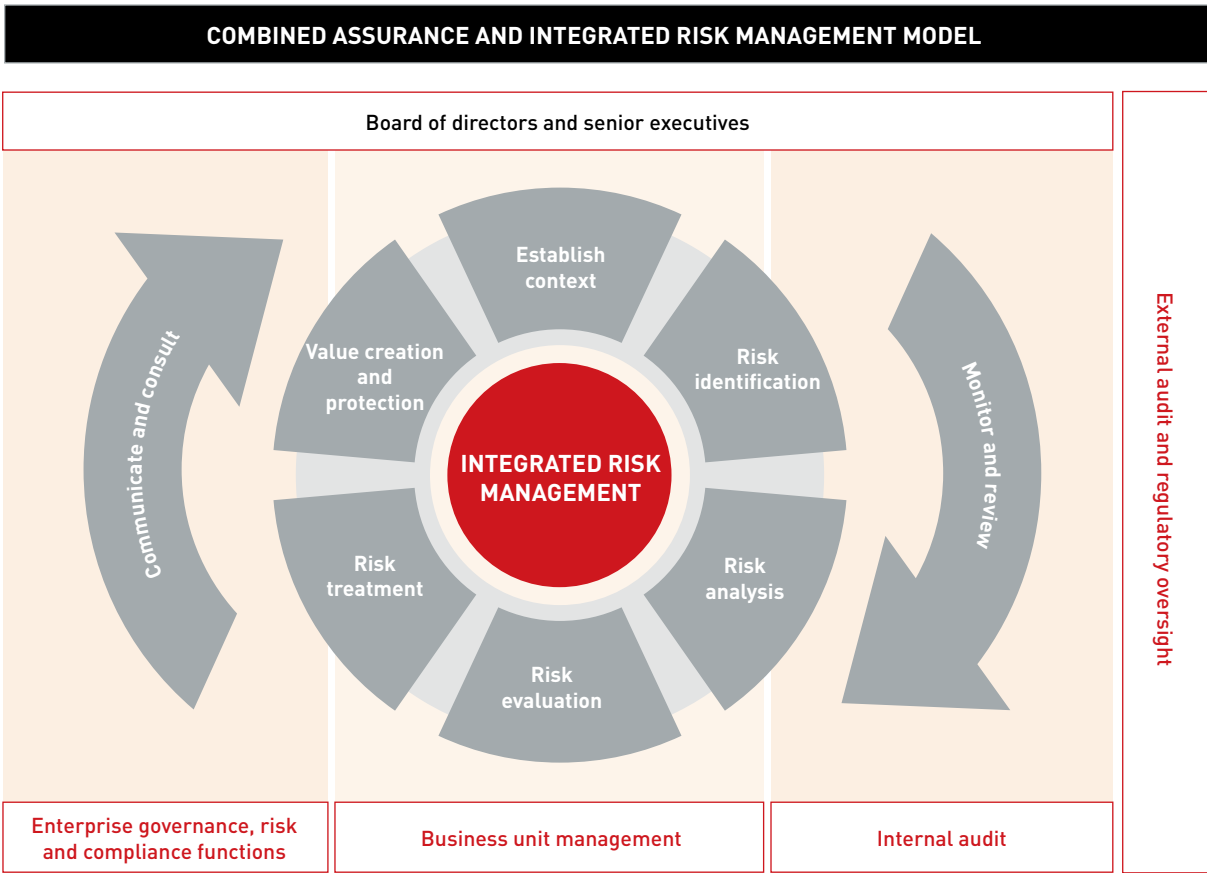 COMBINED ASSURANCE AND INTEGRATED RISK MANAGEMENT MODEL
Board of directors and senior executives
Establish
context
Risk
identification
Risk
analysis
Risk
evaluation
Risk
treatment
Value creation
and
protection
INTEGRATED RISK
MANAGEMENT
Communicate and consult
Monitor and review
External audit and regulatory oversight
Enterprise governance, risk
and compliance functions
Business unit management
Internal audit